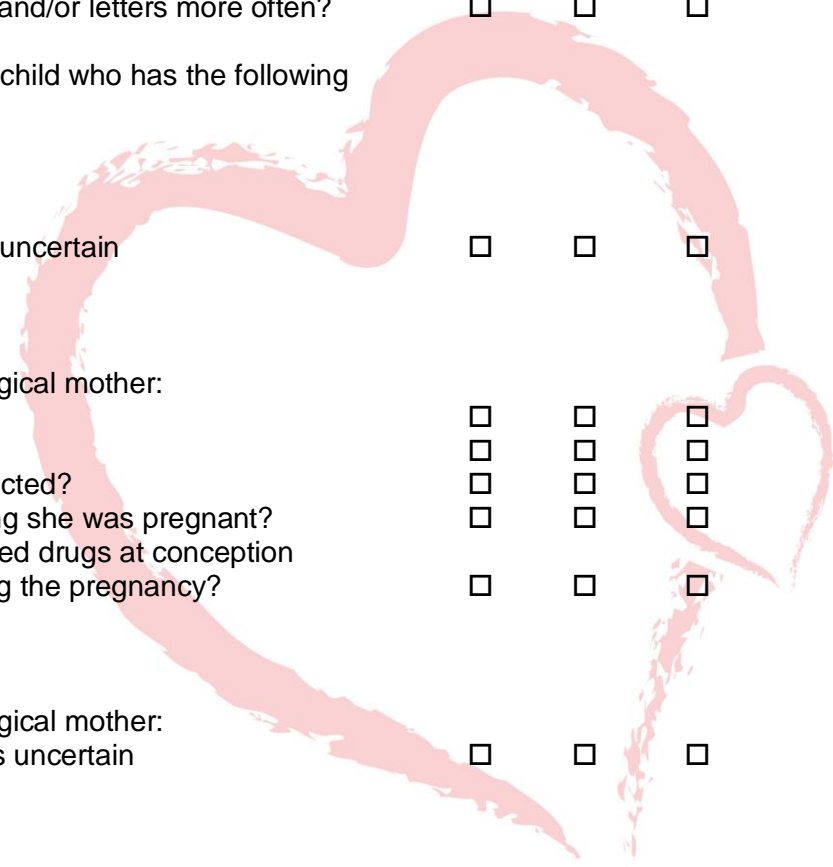 and/or letters more often? □ □ □
child who has the following
uncertain □ □ □
gical mother:
□ □ □
□ □ □
cted? □ □ □
ng she was pregnant? □ □ □
ed drugs at conception
g the pregnancy? □ □ □
gical mother:
s uncertain □ □ □